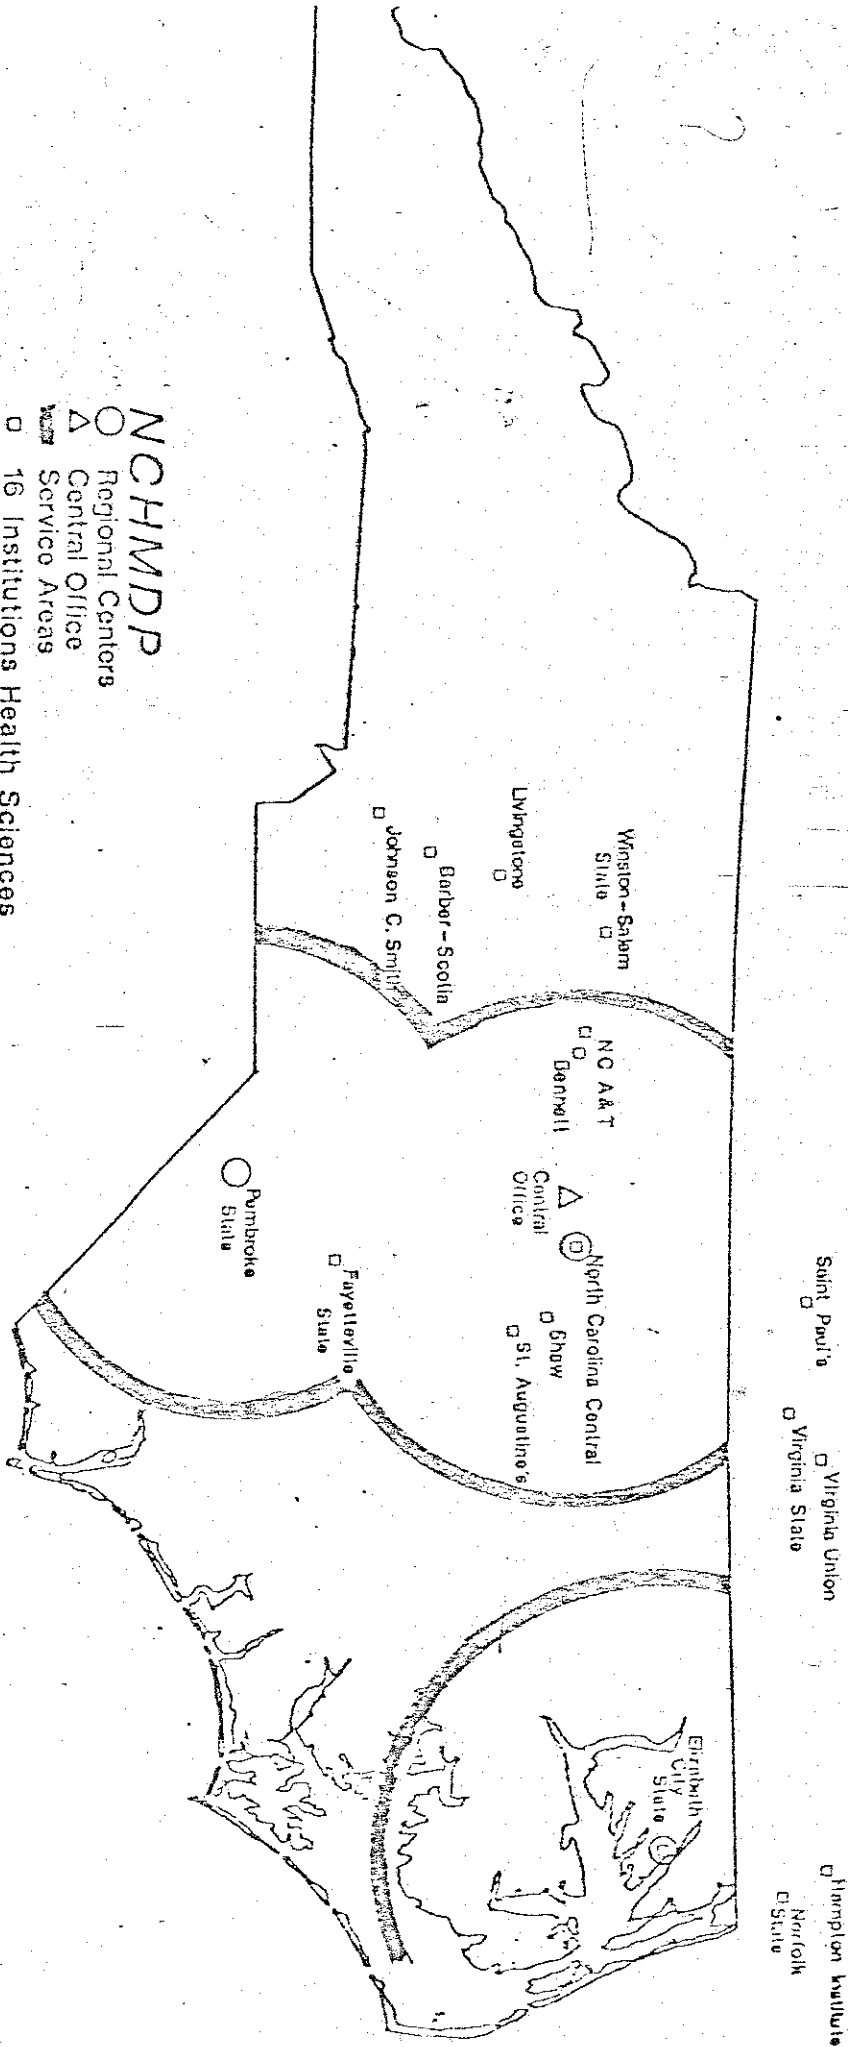 Saint Paul's
Virginia Union
Virginia State
Hampton Institute
Norfolk
State
Winston-Salem
State
Livingstone
Barber-Scotia
Johnson C. Smith
NC A&T
Bennett
Central
Office
North Carolina Central
Shaw
St. Augustine's
Fayetteville
State
Pembroke
State
Elizabeth
City
State
NCHMDP
Regional Centers
Central Office
Service Areas
16 Institutions Health Sciences